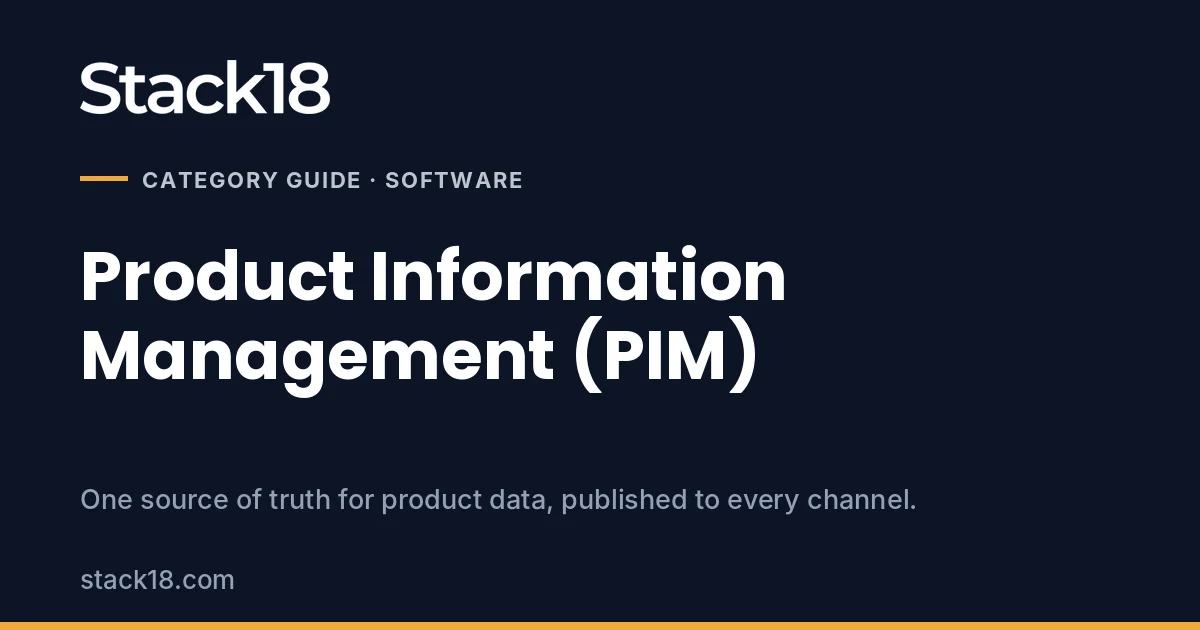 Stack18
CATEGORY GUIDE · SOFTWARE
Product Information
Management (PIM)
One source of truth for product data, published to every channel.
stack18.com